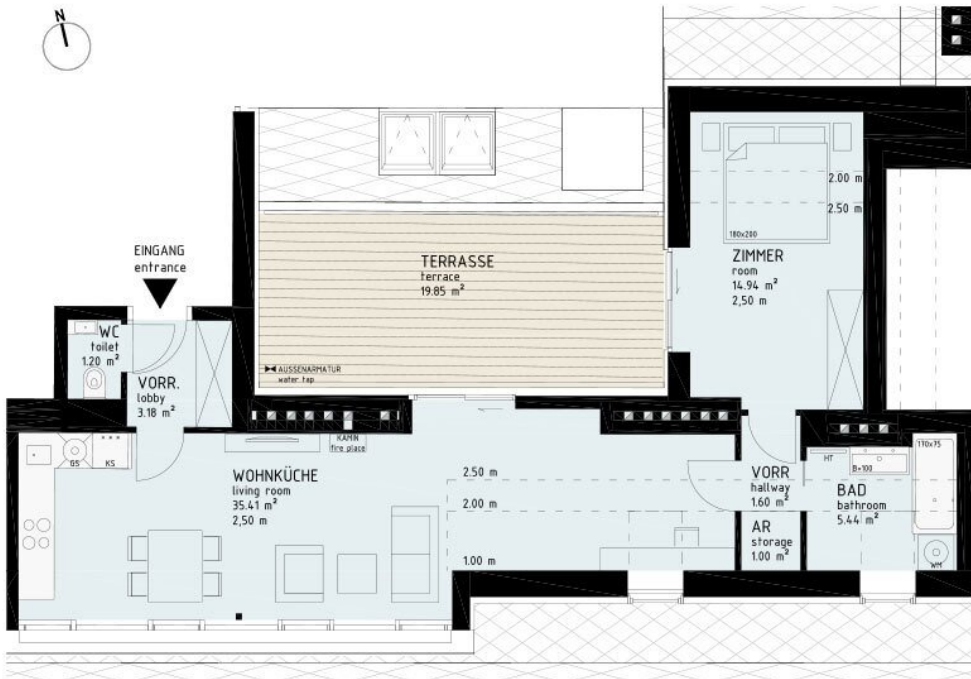 N
EINGANG
entrance
WC
toilet
1.20 m²
VORR.
lobby
3.18 m²
TERRASSE
terrace
19.85 m²
AUSSENARMATUR
water tap
180x200
2.00 m
2.50 m
ZIMMER
room
14.94 m²
2,50 m
GS
KS
WOHNKÜCHE
living room
35.41 m²
2,50 m
KAMIN
fire place
2.50 m
2.00 m
1.00 m
VORR
hallway
1.60 m²
AR
storage
1.00 m²
HT
B=100
170x75
BAD
bathroom
5.44 m²
WM